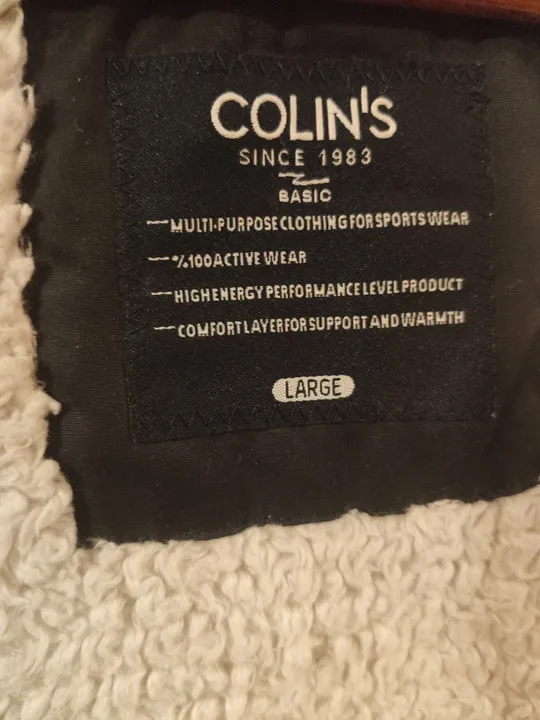 COLIN'S
SINCE 1983
BASIC
MULTI-PURPOSE CLOTHING FOR SPORTS WEAR
%100 ACTIVE WEAR
HIGH ENERGY PERFORMANCE LEVEL PRODUCT
COMFORT LAYER FOR SUPPORT AND WARMTH
LARGE